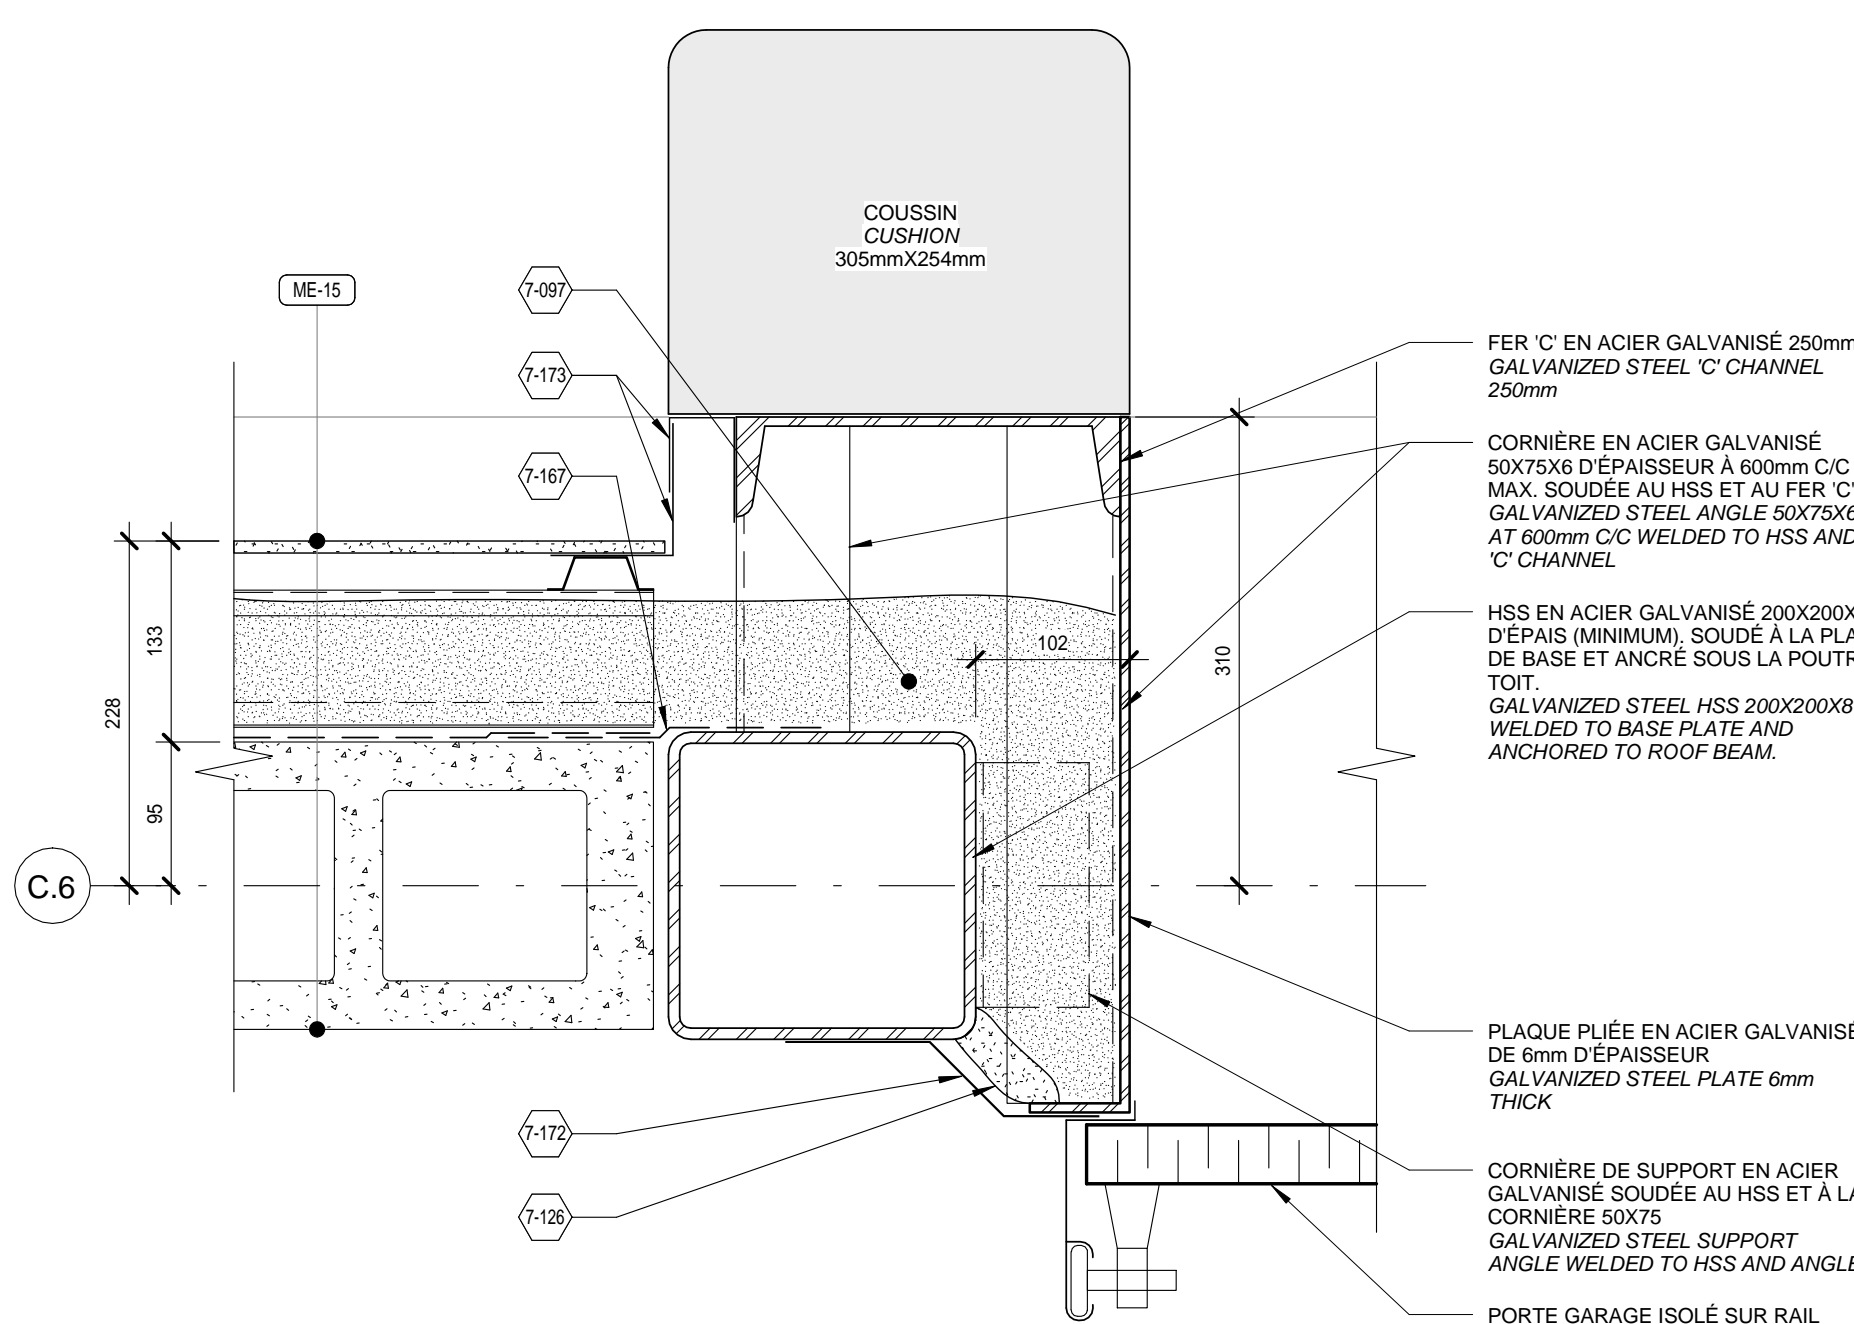 COUSSIN
CUSHION
305mmX254mm
ME-15
7-097
7-173
7-167
FER 'C' EN ACIER GALVANISÉ 250mm
GALVANIZED STEEL 'C' CHANNEL
250mm
CORNIÈRE EN ACIER GALVANISÉ
50X75X6 D'ÉPAISSEUR À 600mm C/C
MAX. SOUDÉE AU HSS ET AU FER 'C'
GALVANIZED STEEL ANGLE 50X75X6
AT 600mm C/C WELDED TO HSS AND
'C' CHANNEL
HSS EN ACIER GALVANISÉ 200X200X
D'ÉPAIS (MINIMUM). SOUDÉ À LA PLA
DE BASE ET ANCRÉ SOUS LA POUTR
TOIT.
GALVANIZED STEEL HSS 200X200X8
WELDED TO BASE PLATE AND
ANCHORED TO ROOF BEAM.
102
310
133
228
95
C.6
PLAQUE PLIÉE EN ACIER GALVANISÉ
DE 6mm D'ÉPAISSEUR
GALVANIZED STEEL PLATE 6mm
THICK
7-172
7-126
CORNIÈRE DE SUPPORT EN ACIER
GALVANISÉ SOUDÉE AU HSS ET À LA
CORNIÈRE 50X75
GALVANIZED STEEL SUPPORT
ANGLE WELDED TO HSS AND ANGLE
PORTE GARAGE ISOLÉ SUR RAIL